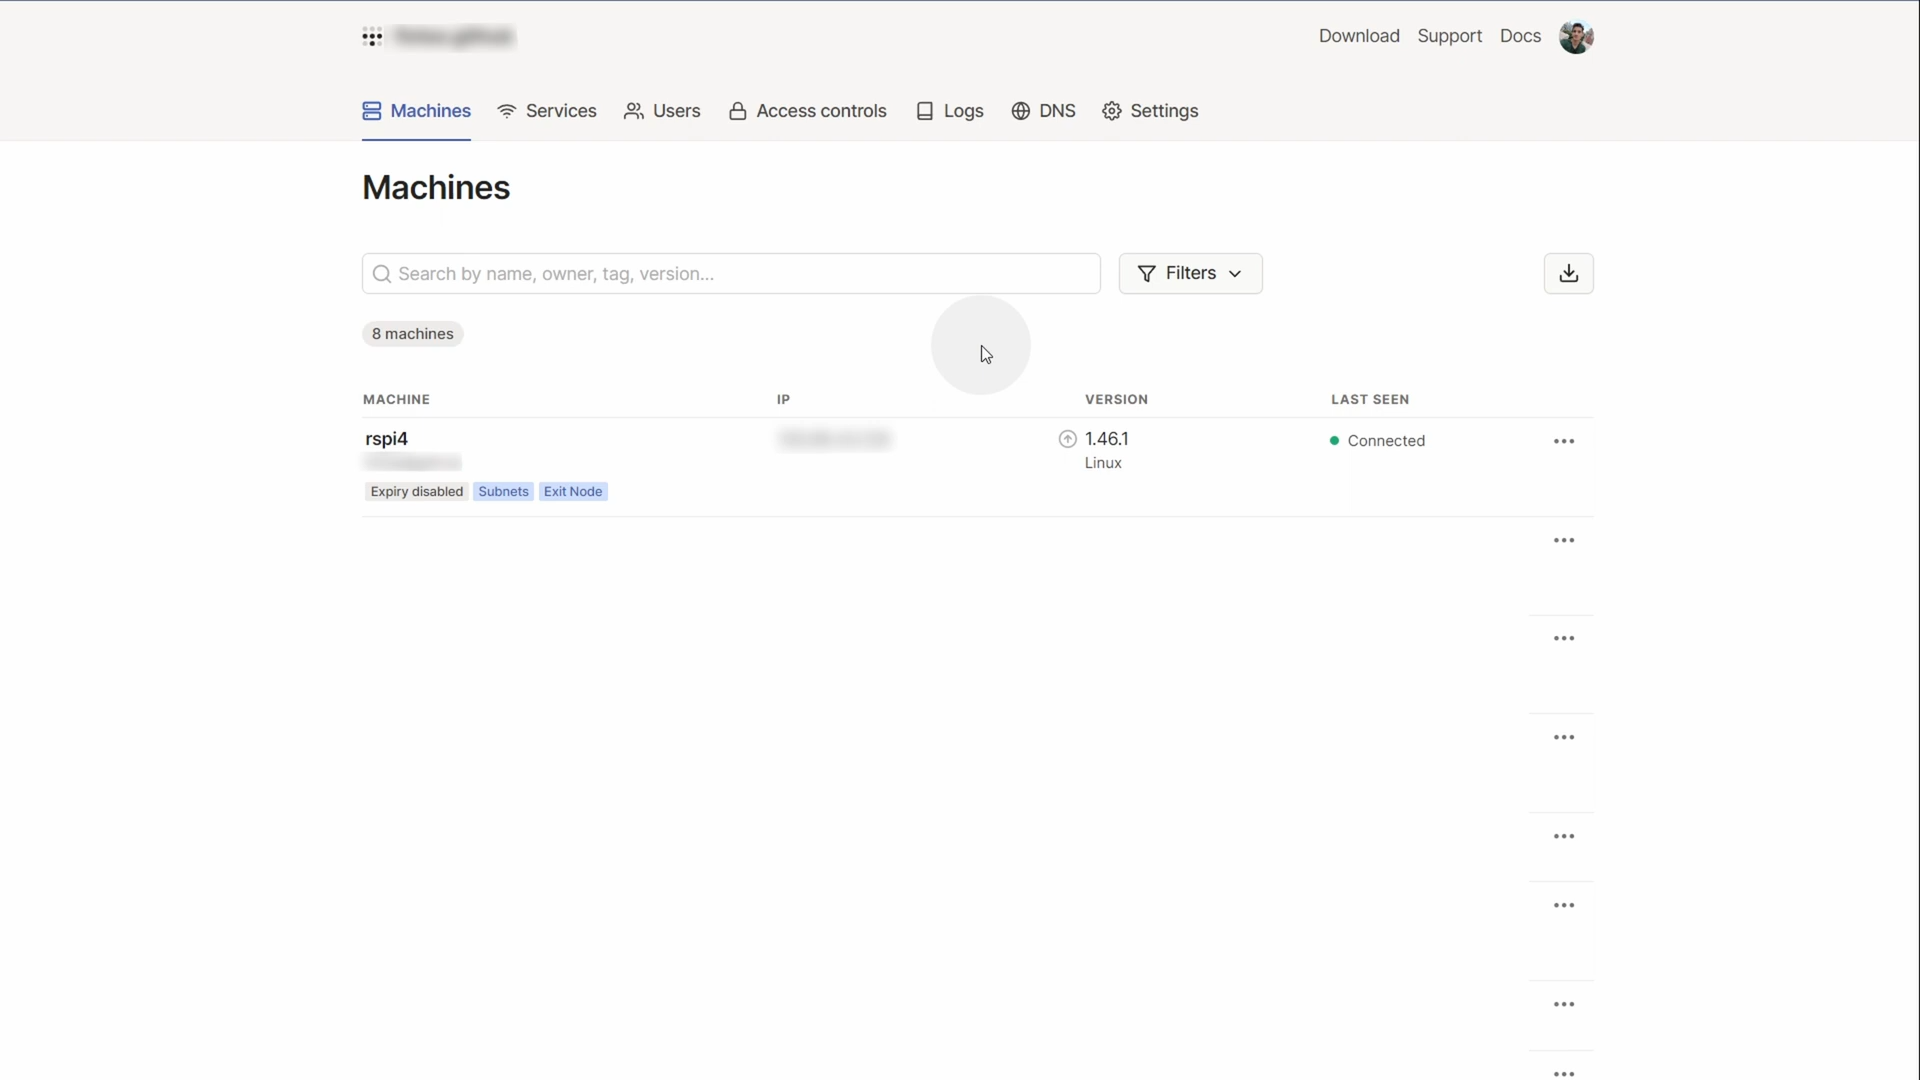 Download Support Docs
Machines Services Users Access controls Logs DNS Settings
Machines
Search by name, owner, tag, version...
Filters
8 machines
MACHINE IP VERSION LAST SEEN
rspi4 1.46.1 Connected
Linux
Expiry disabled Subnets Exit Node